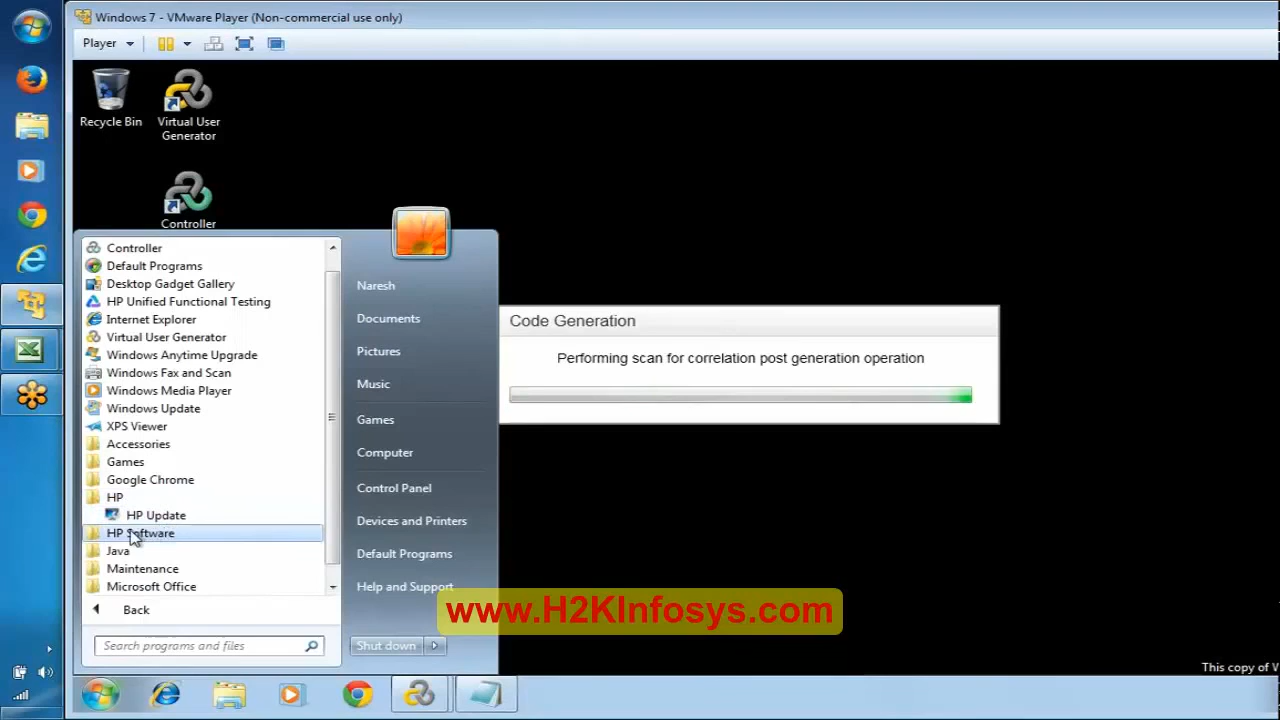 Windows 7 - VMware Player (Non-commercial use only)
Player
Recycle Bin
Virtual User
Generator
Controller
Controller
Default Programs
Desktop Gadget Gallery
HP Unified Functional Testing
Internet Explorer
Virtual User Generator
Windows Anytime Upgrade
Windows Fax and Scan
Windows Media Player
Windows Update
XPS Viewer
Accessories
Games
Google Chrome
HP
HP Update
HP Software
Java
Maintenance
Microsoft Office
Back
Search programs and files
Naresh
Documents
Pictures
Music
Games
Computer
Control Panel
Devices and Printers
Default Programs
Help and Support
Shut down
Code Generation
Performing scan for correlation post generation operation
www.H2KInfosys.com
This copy of W